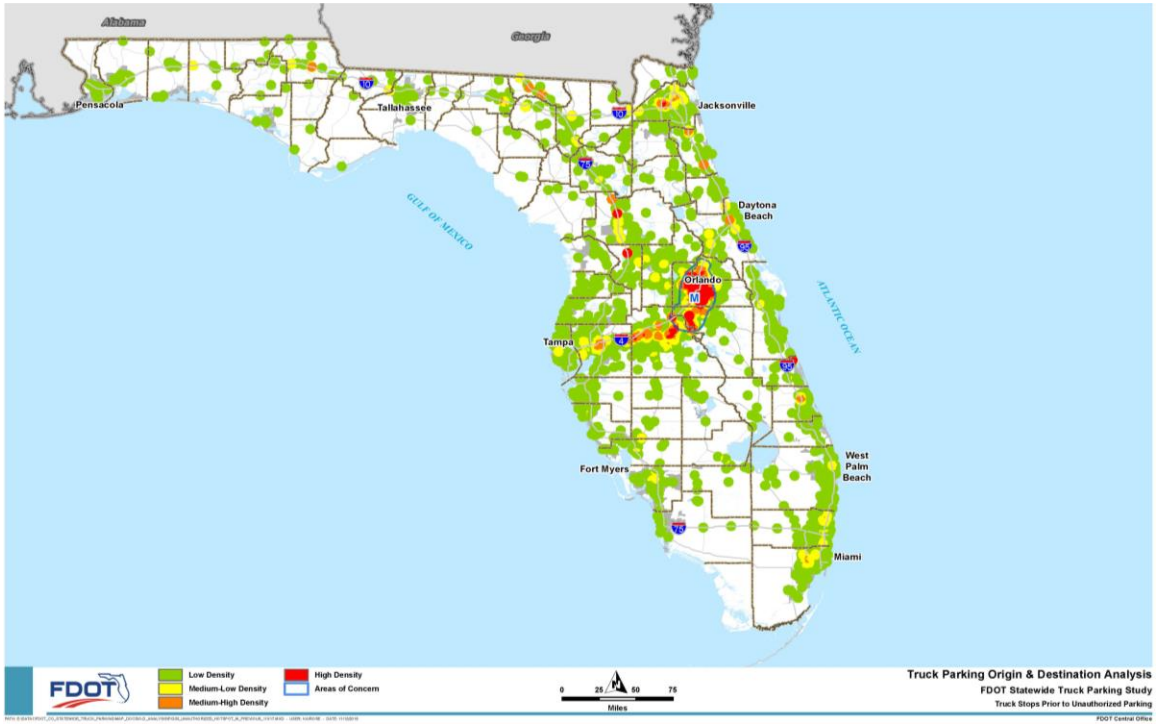 Alabama
Georgia
10
Pensacola
Tallahassee
10
Jacksonville
75
GULF OF MEXICO
Daytona
Beach
95
Orlando
M
ATLANTIC OCEAN
Tampa
4
95
Fort Myers
West
Palm
Beach
75
Miami
FDOT
Low Density
Medium-Low Density
Medium-High Density
High Density
Areas of Concern
N
0 25 50 75
Miles
Truck Parking Origin & Destination Analysis
FDOT Statewide Truck Parking Study
Truck Stops Prior to Unauthorized Parking
FDOT Central Office